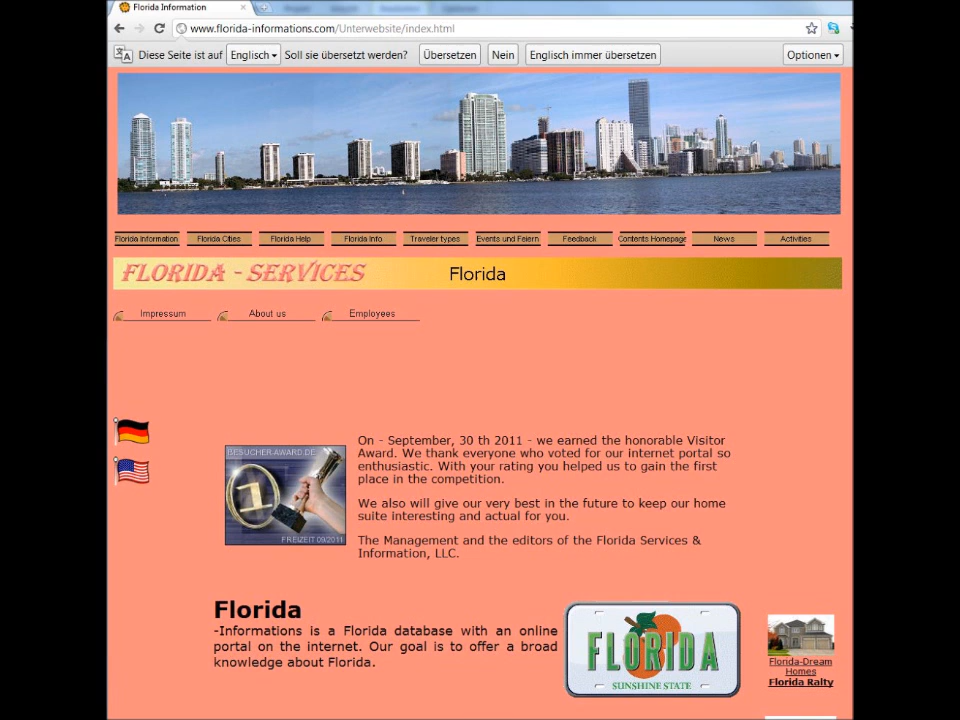 Florida Information
www.florida-informations.com/Unterwebsite/index.html
Diese Seite ist auf Englisch Soll sie übersetzt werden? Übersetzen Nein Englisch immer übersetzen Optionen
Florida Information Florida Cities Florida Help Florida Info Traveler types Events und Feiern Feedback Contents Homepage News Activities
FLORIDA - SERVICES Florida
Impressum About us Employees
BESUCHER-AWARD.DE
1
FREIZEIT 09/2011
On - September, 30 th 2011 - we earned the honorable Visitor
Award. We thank everyone who voted for our internet portal so
enthusiastic. With your rating you helped us to gain the first
place in the competition.
We also will give our very best in the future to keep our home
suite interesting and actual for you.
The Management and the editors of the Florida Services &
Information, LLC.
Florida
-Informations is a Florida database with an online
portal on the internet. Our goal is to offer a broad
knowledge about Florida.
FLORIDA
SUNSHINE STATE
Florida-Dream
Homes
Florida Ralty